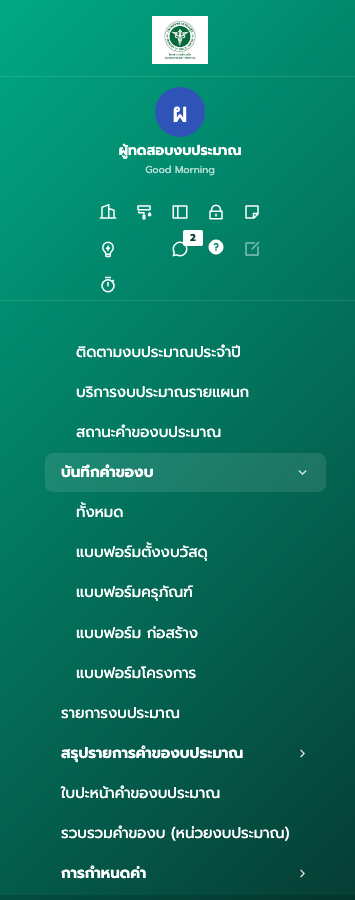 ผ
ผู้ทดสอบงบประมาณ
Good Morning
2
?
ติดตามงบประมาณประจำปี
บริการงบประมาณรายแผนก
สถานะคำของบประมาณ
บันทึกคำของบ
ทั้งหมด
แบบฟอร์มตั้งงบวัสดุ
แบบฟอร์มครุภัณฑ์
แบบฟอร์ม ก่อสร้าง
แบบฟอร์มโครงการ
รายการงบประมาณ
สรุปรายการคำของบประมาณ
ใบปะหน้าคำของบประมาณ
รวบรวมคำของบ (หน่วยงบประมาณ)
การกำหนดค่า